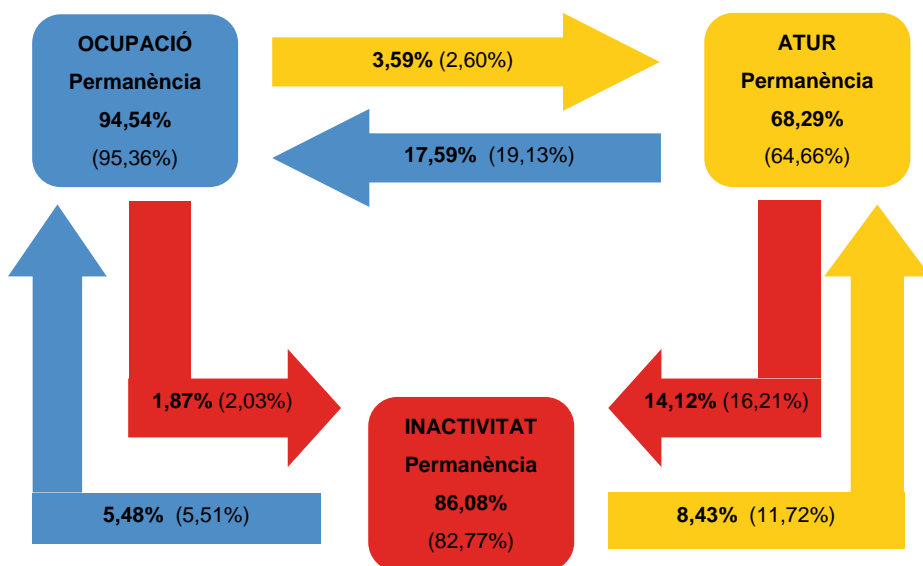 OCUPACIÓ
Permanència
94,54%
(95,36%)
3,59% (2,60%)
17,59% (19,13%)
ATUR
Permanència
68,29%
(64,66%)
1,87% (2,03%)
14,12% (16,21%)
INACTIVITAT
Permanència
86,08%
(82,77%)
5,48% (5,51%)
8,43% (11,72%)